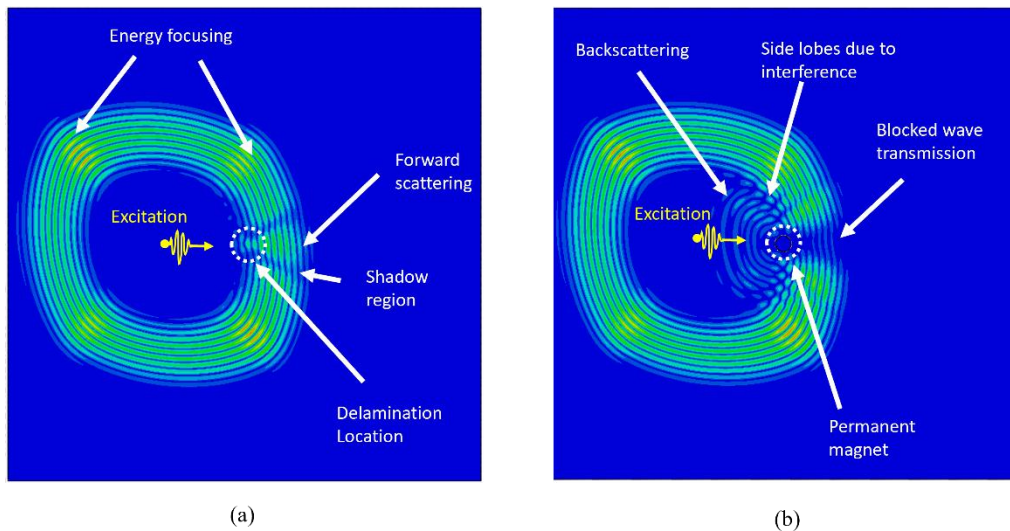 Energy focusing
Forward
scattering
Excitation
Shadow
region
Delamination
Location
(a)
Backscattering
Side lobes due to
interference
Blocked wave
transmission
Excitation
Permanent
magnet
(b)